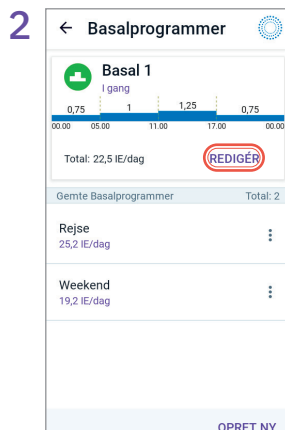 2
Basalprogrammer
Basal 1
I gang
0,75 1 1,25 0,75
00.00 05.00 11.00 17.00 00.00
Total: 22,5 IE/dag REDIGÉR
Gemte Basalprogrammer Total: 2
Rejse
25,2 IE/dag
Weekend
19,2 IE/dag
OPRET NY